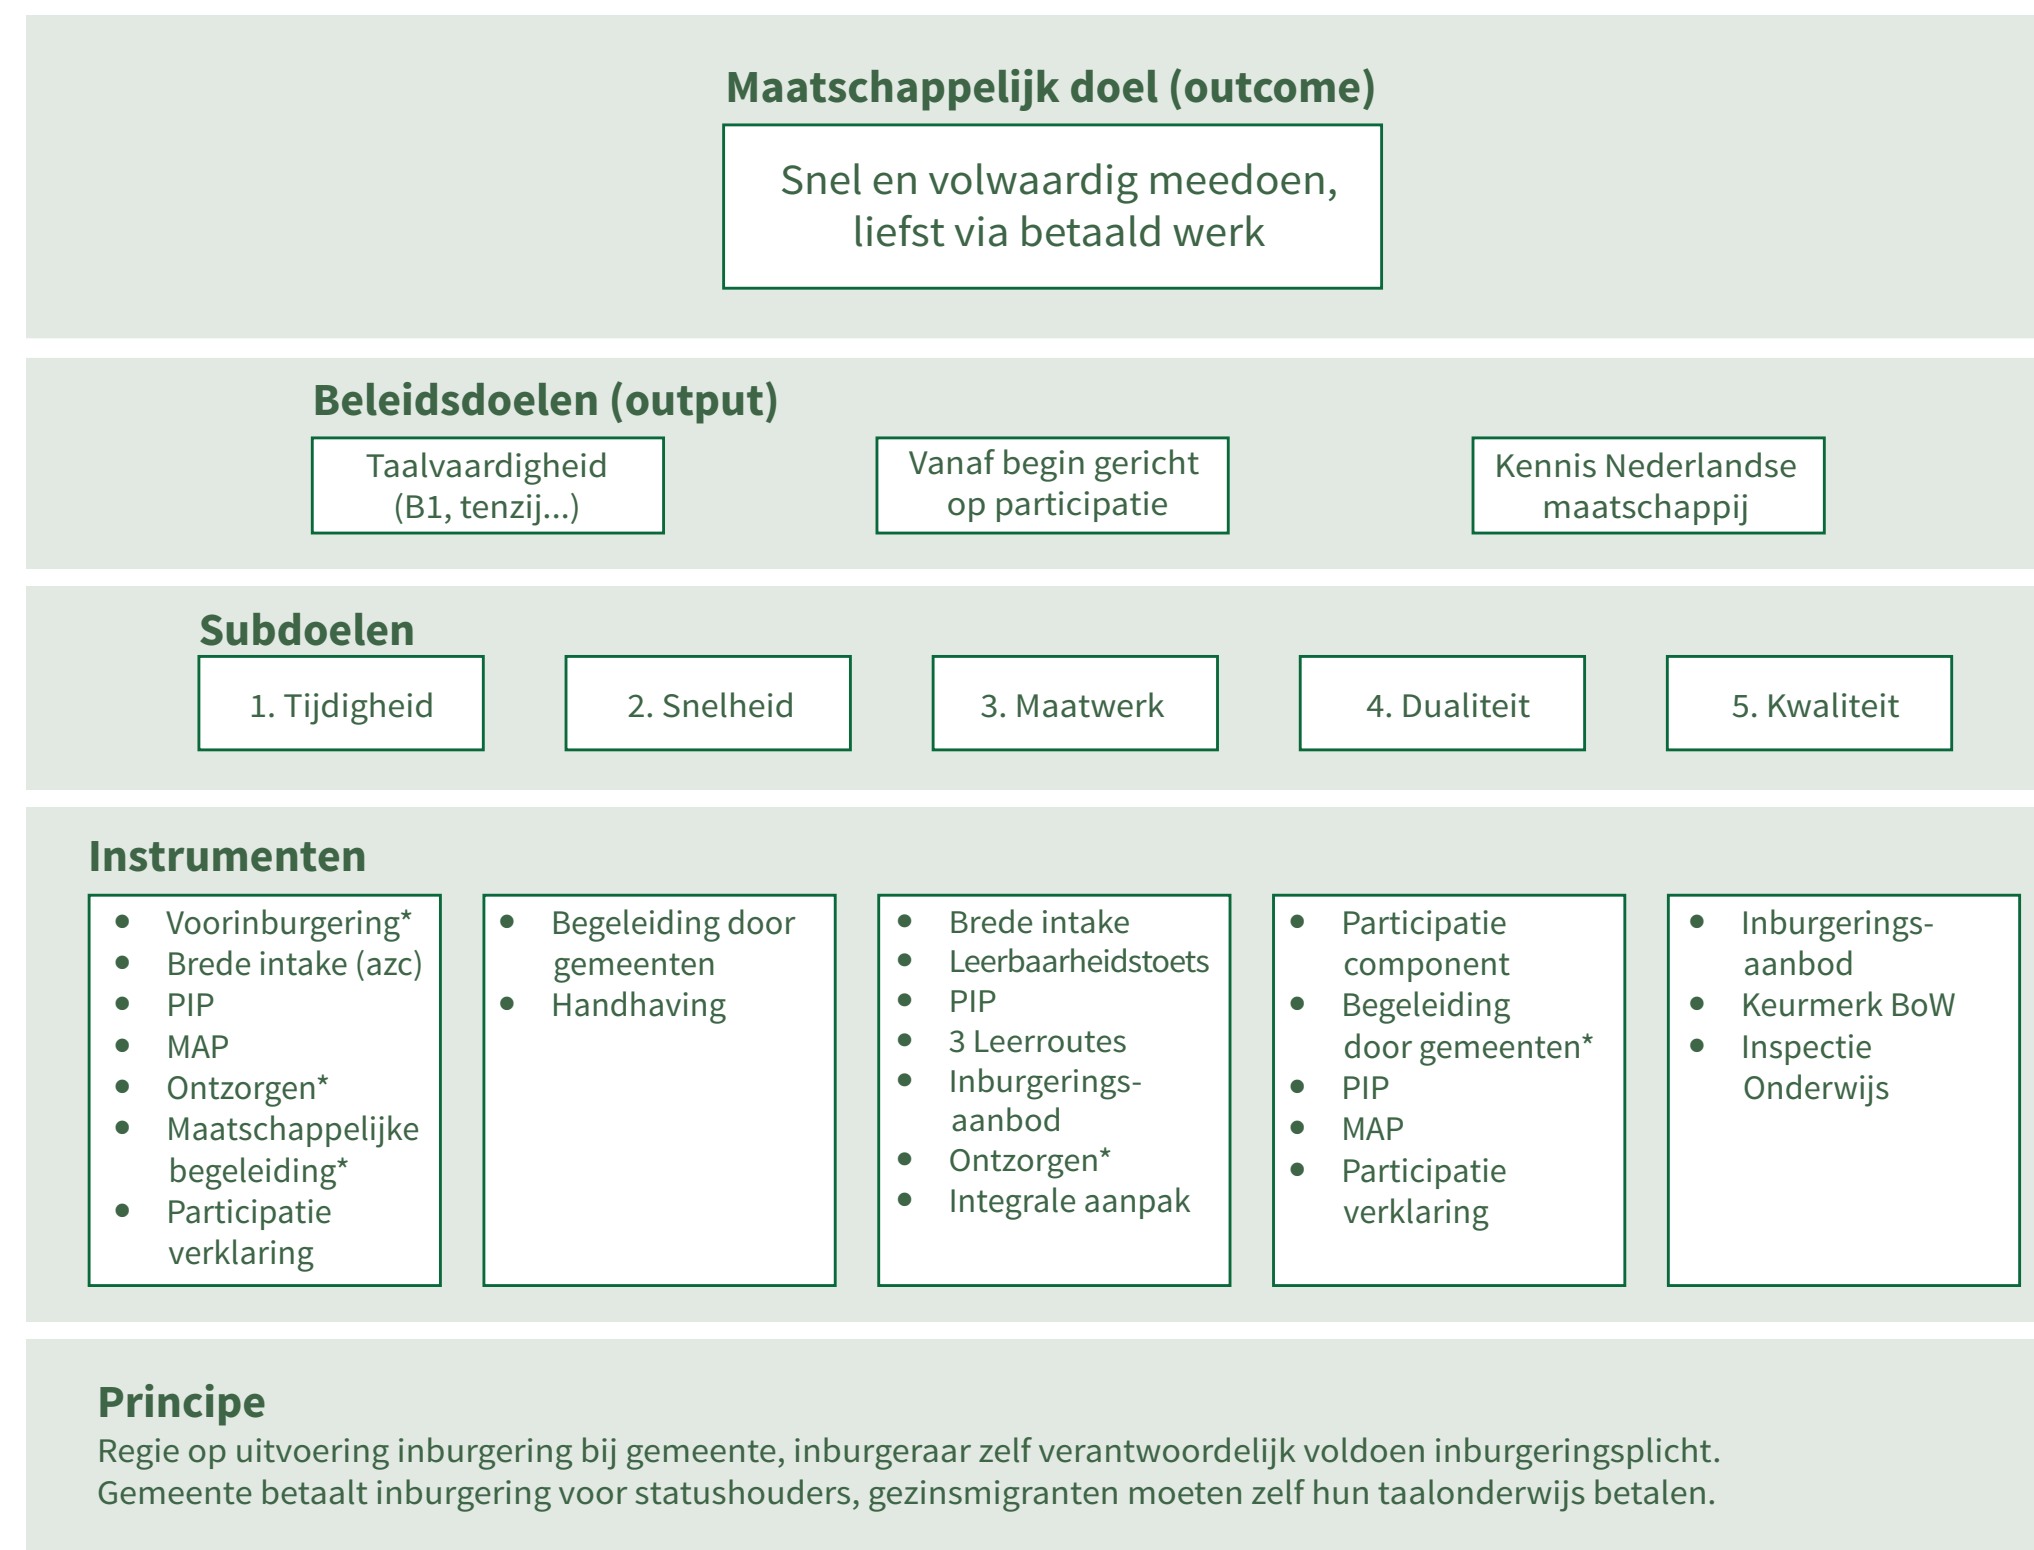 Maatschappelijk doel (outcome)
Snel en volwaardig meedoen,
liefst via betaald werk
Beleidsdoelen (output)
Taalvaardigheid
(B1, tenzij...)
Vanaf begin gericht
op participatie
Kennis Nederlandse
maatschappij
Subdoelen
1. Tijdigheid
2. Snelheid
3. Maatwerk
4. Dualiteit
5. Kwaliteit
Instrumenten
• Voorinburgering*
• Brede intake (azc)
• PIP
• MAP
• Ontzorgen*
• Maatschappelijke
begeleiding*
• Participatie
verklaring
• Begeleiding door
gemeenten
• Handhaving
• Brede intake
• Leerbaarheidstoets
• PIP
• 3 Leerroutes
• Inburgerings-
aanbod
• Ontzorgen*
• Integrale aanpak
• Participatie
component
• Begeleiding
door gemeenten*
• PIP
• MAP
• Participatie
verklaring
• Inburgerings-
aanbod
• Keurmerk BoW
• Inspectie
Onderwijs
Principe
Regie op uitvoering inburgering bij gemeente, inburgeraar zelf verantwoordelijk voldoen inburgeringsplicht.
Gemeente betaalt inburgering voor statushouders, gezinsmigranten moeten zelf hun taalonderwijs betalen.